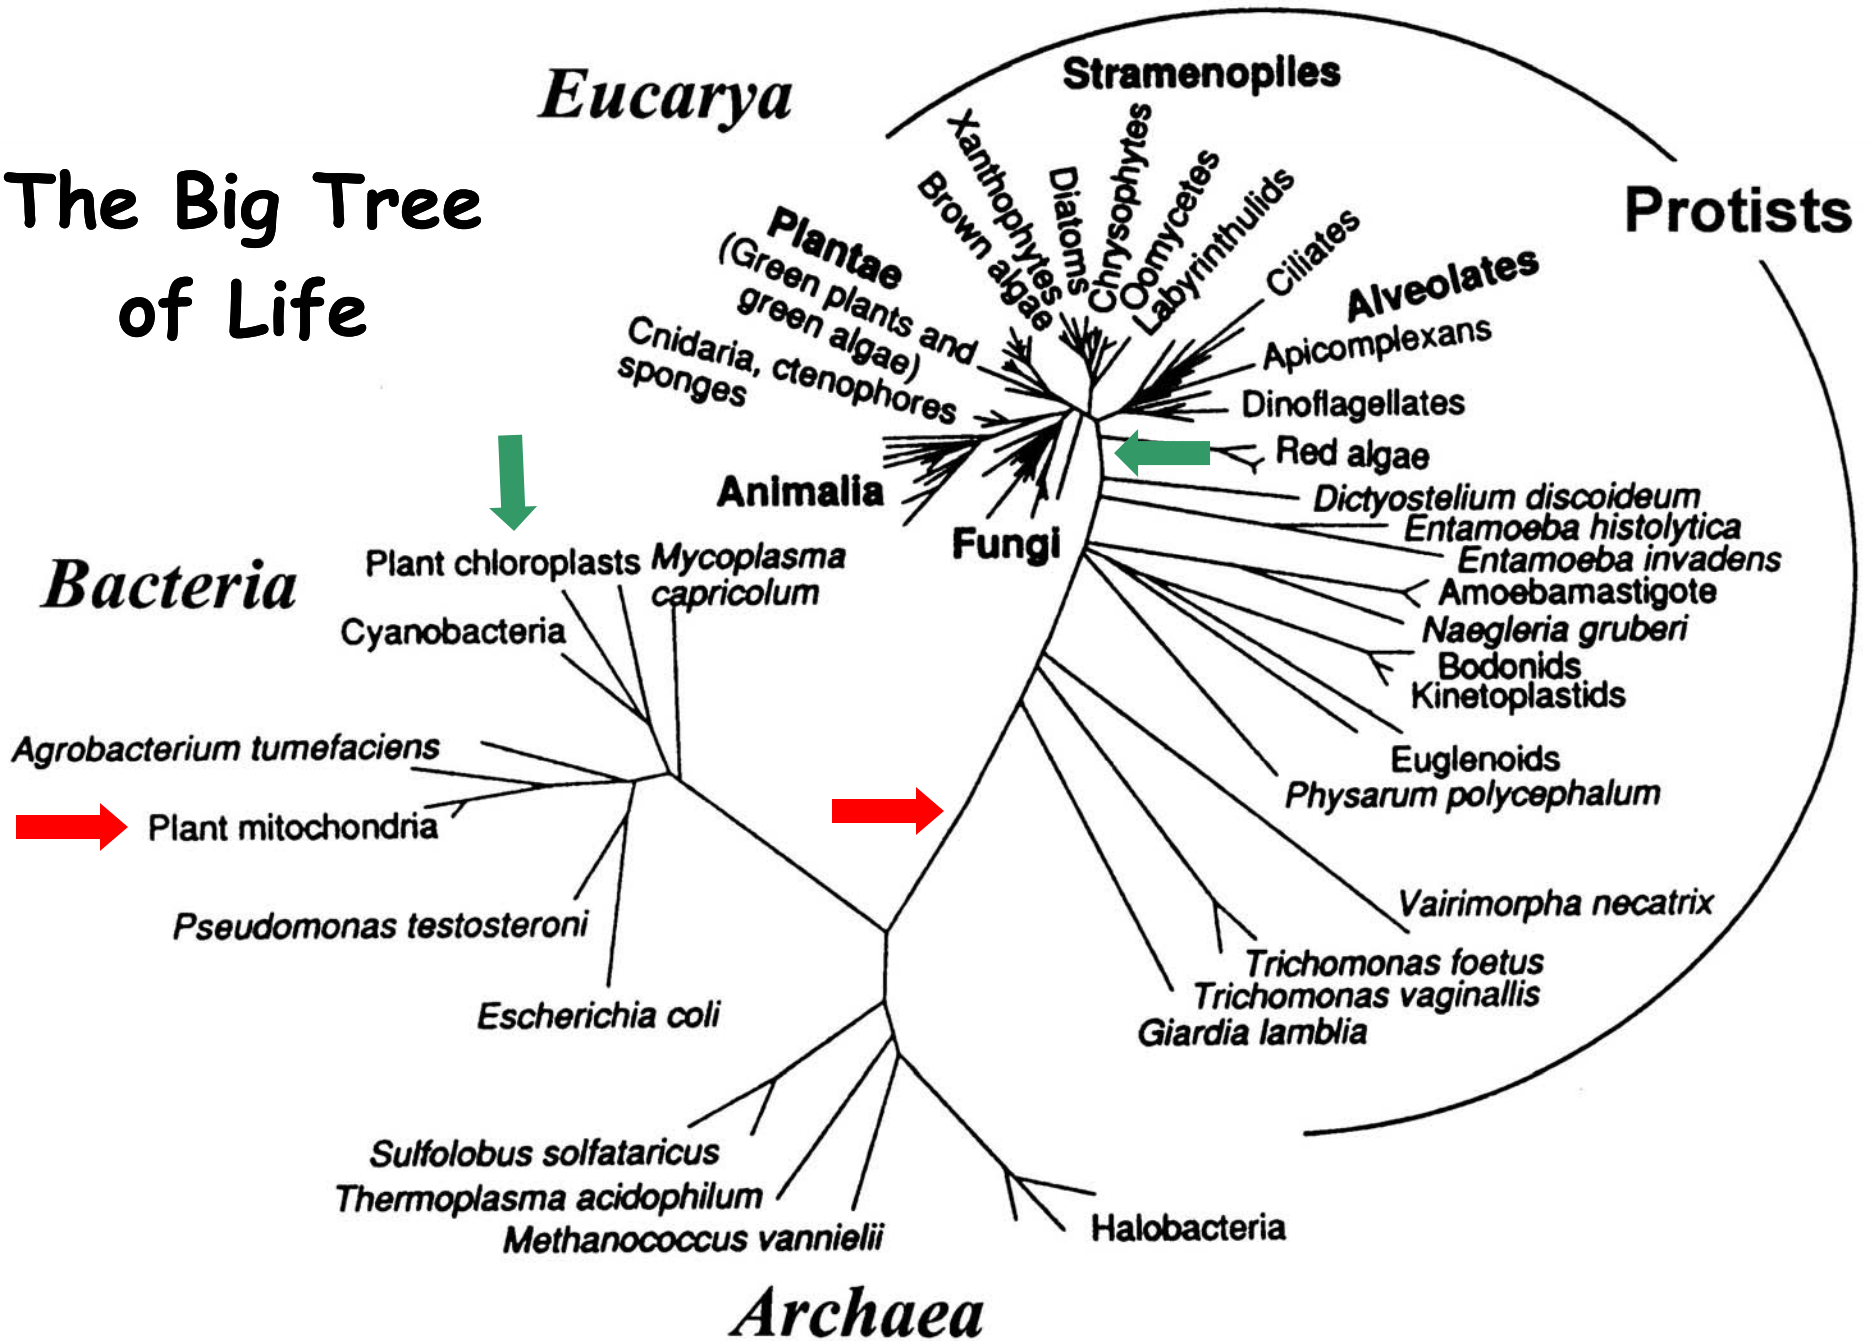 Eucarya
Stramenopiles
The Big Tree
of Life
Protists
Xanthophytes
Brown algae
Diatoms
Chrysophytes
Oomycetes
Labyrinthulids
Ciliates
Alveolates
Apicomplexans
Dinoflagellates
Plantae
(Green plants and
green algae)
Cnidaria, ctenophores
sponges
Animalia
Fungi
Red algae
Dictyostelium discoideum
Entamoeba histolytica
Entamoeba invadens
Amoebamastigote
Naegleria gruberi
Bodonids
Kinetoplastids
Euglenoids
Physarum polycephalum
Vairimorpha necatrix
Trichomonas foetus
Trichomonas vaginallis
Giardia lamblia
Bacteria
Plant chloroplasts
Mycoplasma
capricolum
Cyanobacteria
Agrobacterium tumefaciens
Plant mitochondria
Pseudomonas testosteroni
Escherichia coli
Sulfolobus solfataricus
Thermoplasma acidophilum
Methanococcus vannielii
Halobacteria
Archaea